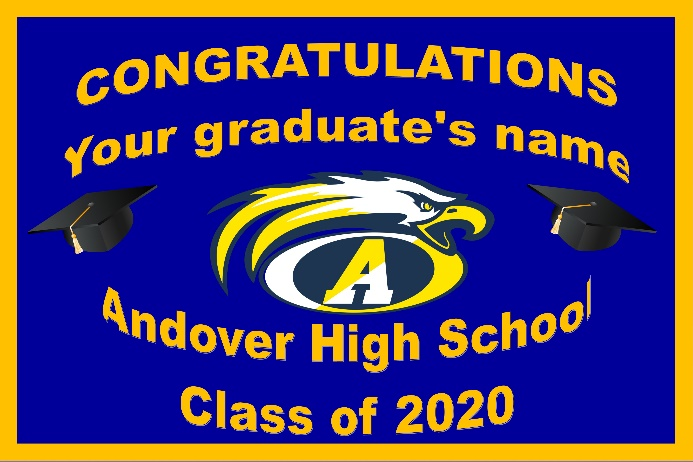 CONGRATULATIONS
Your graduate's name
A
Andover High School
Class of 2020